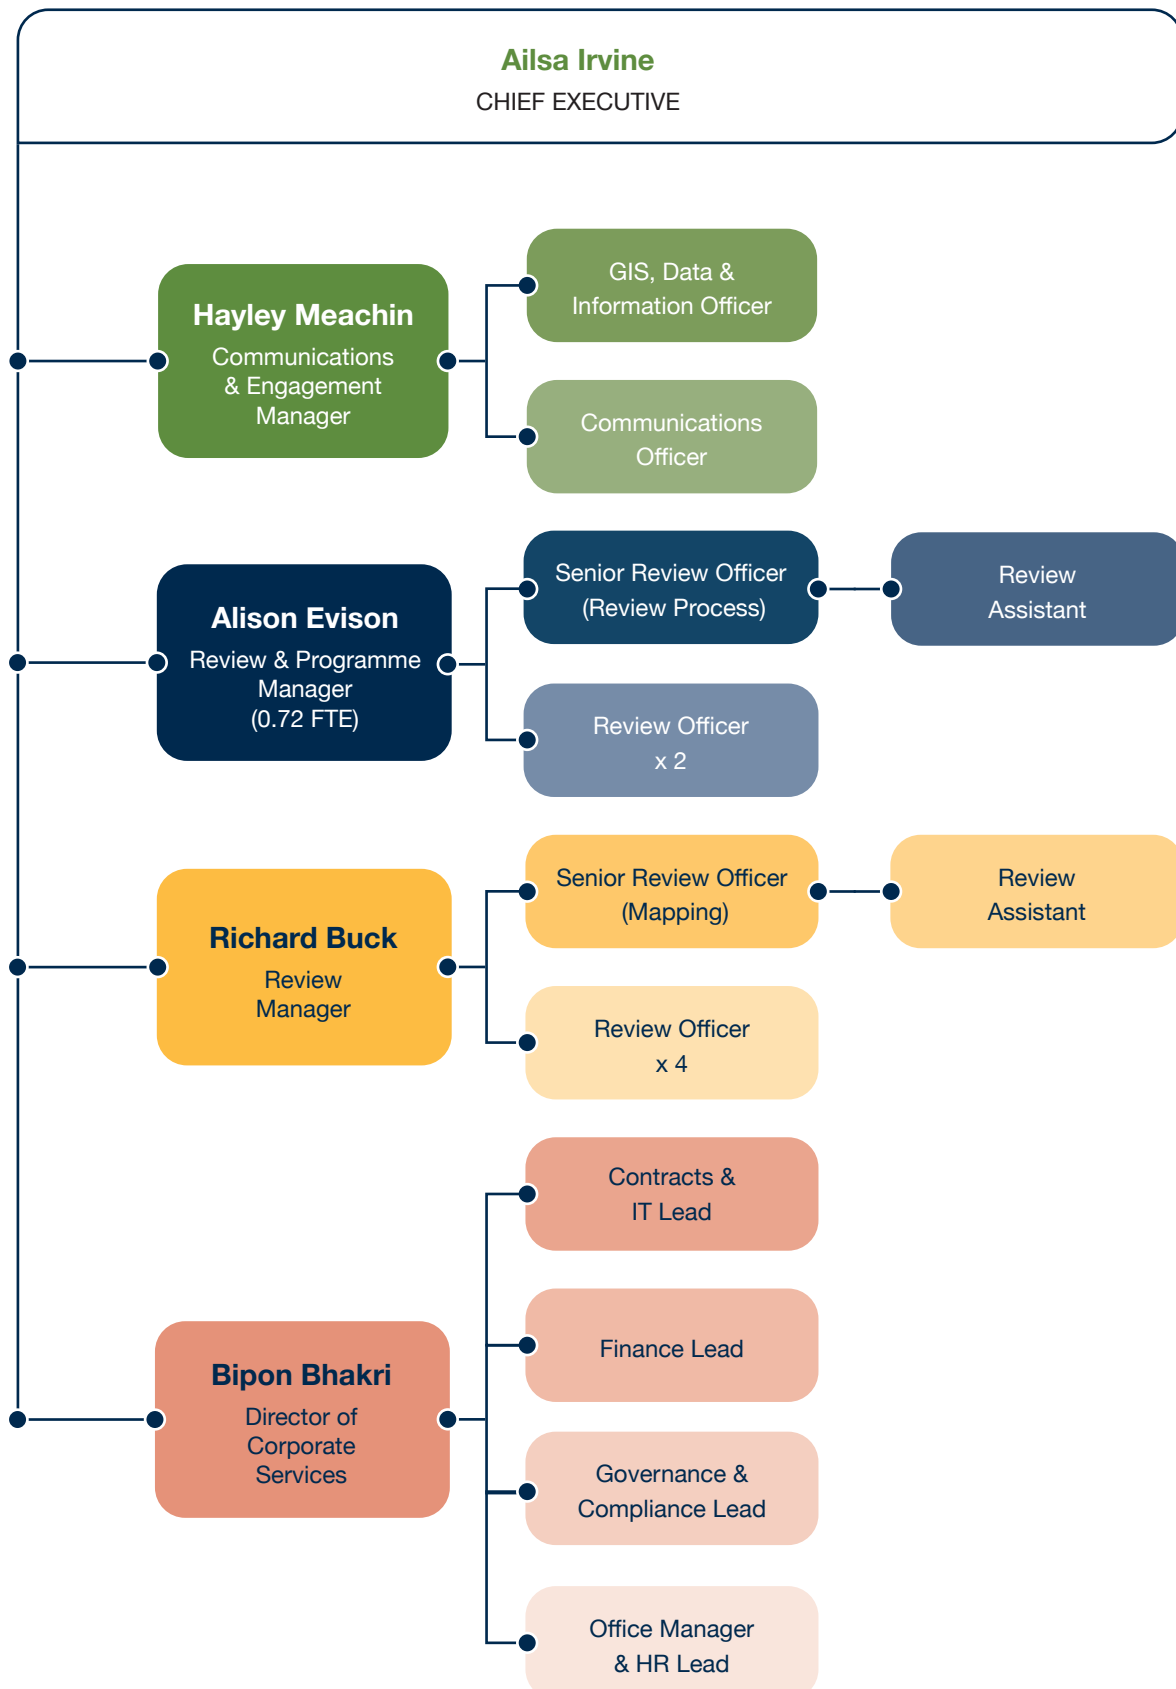 Ailsa Irvine
CHIEF EXECUTIVE
Hayley Meachin
Communications
& Engagement
Manager
GIS, Data &
Information Officer
Communications
Officer
Alison Evison
Review & Programme
Manager
(0.72 FTE)
Senior Review Officer
(Review Process)
Review
Assistant
Review Officer
x 2
Richard Buck
Review
Manager
Senior Review Officer
(Mapping)
Review
Assistant
Review Officer
x 4
Bipon Bhakri
Director of
Corporate
Services
Contracts &
IT Lead
Finance Lead
Governance &
Compliance Lead
Office Manager
& HR Lead